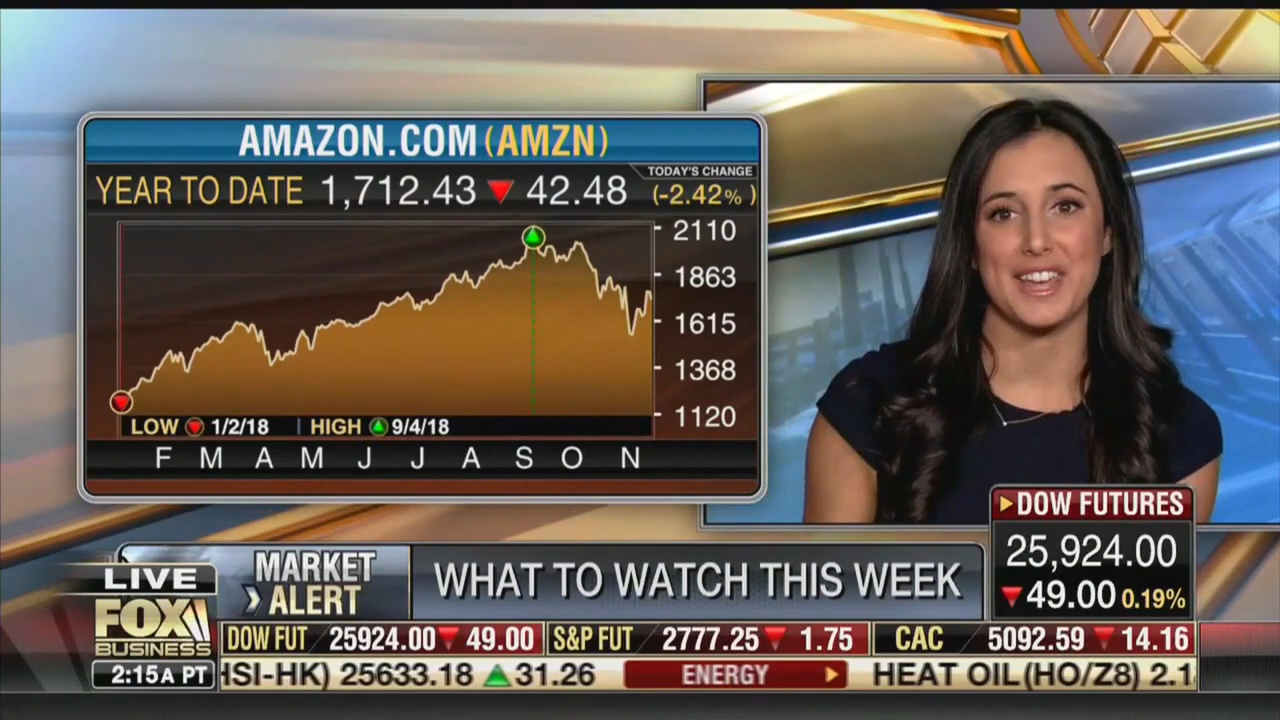 AMAZON.COM (AMZN)
TODAY'S CHANGE
YEAR TO DATE 1,712.43 ▼ 42.48 (-2.42%)
2110
1863
1615
1368
1120
LOW ▼ 1/2/18 | HIGH ▲ 9/4/18
F M A M J J A S O N
DOW FUTURES
25,924.00
▼ 49.00 0.19%
MARKET
ALERT
WHAT TO WATCH THIS WEEK
LIVE
FOX
BUSINESS
2:15A PT
DOW FUT 25924.00 ▼ 49.00 S&P FUT 2777.25 ▼ 1.75 CAC 5092.59 ▼ 14.16
HSI-HK) 25633.18 ▲ 31.26 ENERGY HEAT OIL (HO/Z8) 2.1